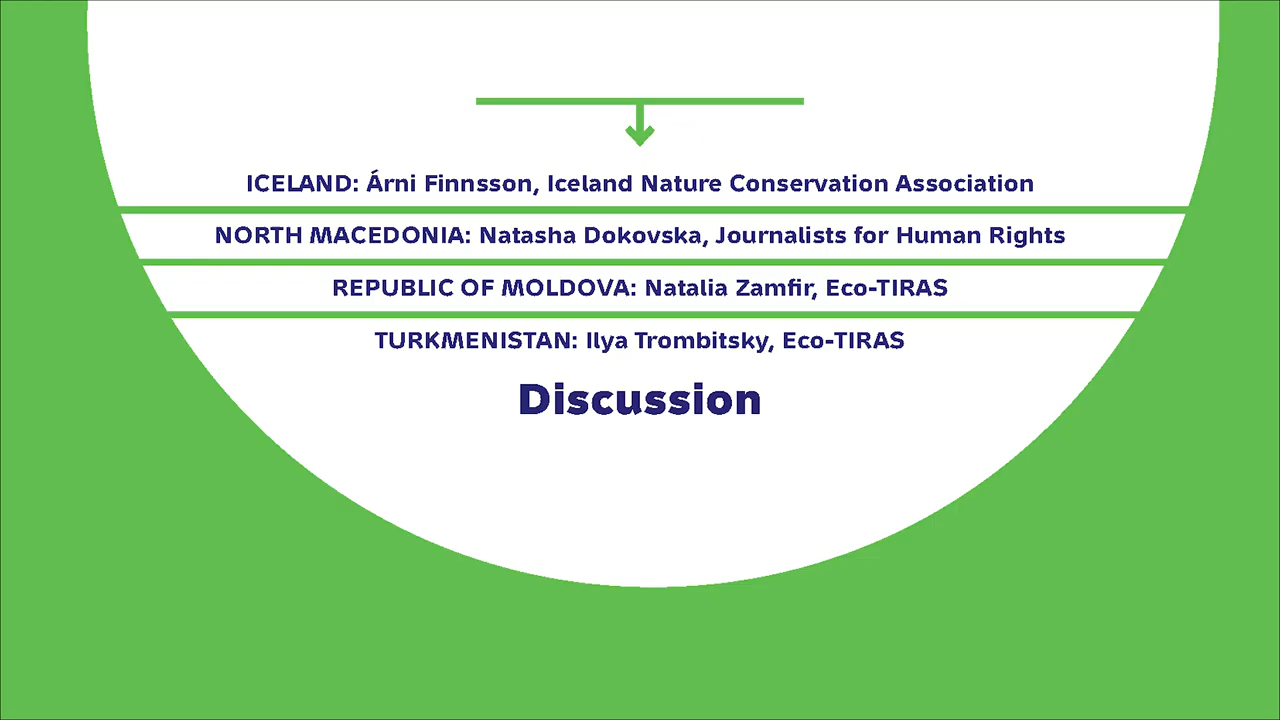 ICELAND: Árni Finnsson, Iceland Nature Conservation Association
NORTH MACEDONIA: Natasha Dokovska, Journalists for Human Rights
REPUBLIC OF MOLDOVA: Natalia Zamfir, Eco-TIRAS
TURKMENISTAN: Ilya Trombitsky, Eco-TIRAS
Discussion